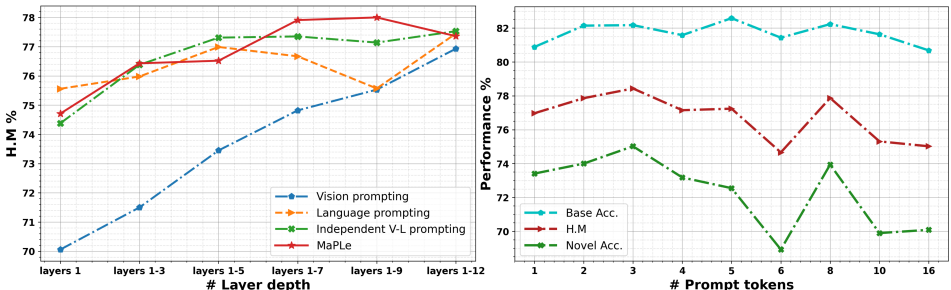 H.M %
78
77
76
75
74
73
72
71
70
layers 1
layers 1-3
layers 1-5
layers 1-7
layers 1-9
layers 1-12
# Layer depth
Vision prompting
Language prompting
Independent V-L prompting
MaPLe
Performance %
82
80
78
76
74
72
70
1
2
3
4
5
6
8
10
16
# Prompt tokens
Base Acc.
H.M
Novel Acc.